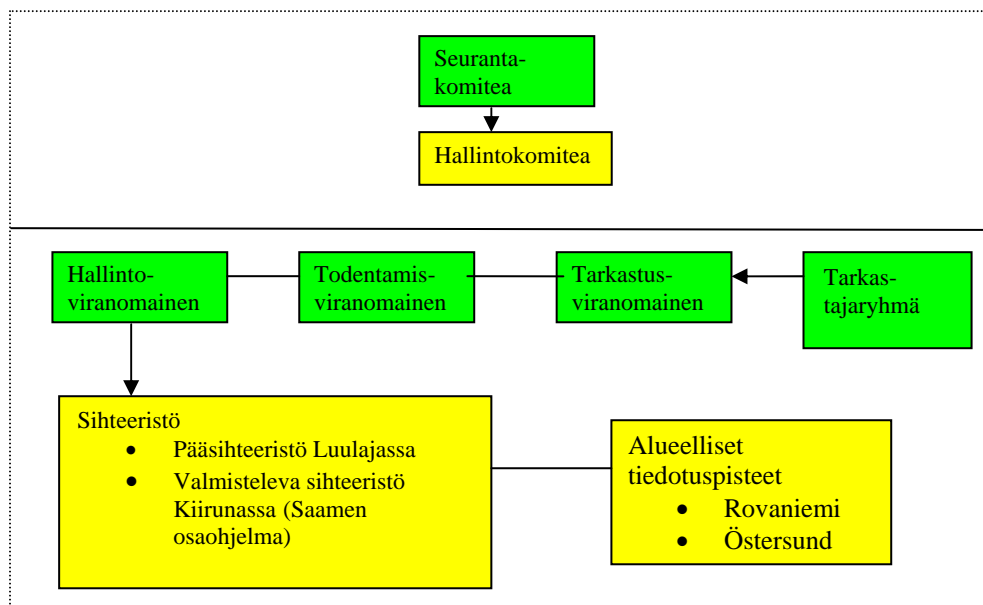 Seuranta-
komitea
Hallintokomitea
Hallinto-
viranomainen
Todentamis-
viranomainen
Tarkastus-
viranomainen
Tarkas-
tajaryhmä
Sihteeristö
• Pääsihteeristö Luulajassa
• Valmisteleva sihteeristö
Kiirunassa (Saamen
osaohjelma)
Alueelliset
tiedotuspisteet
• Rovaniemi
• Östersund